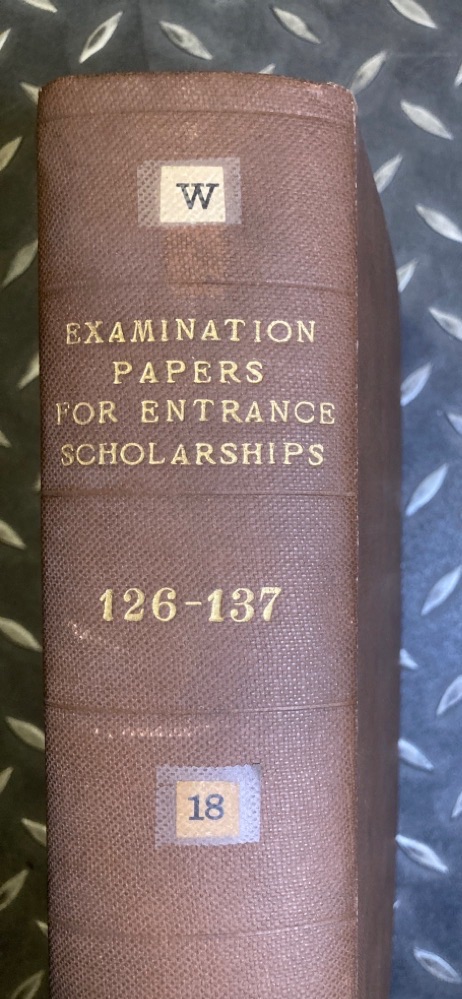 W
EXAMINATION
PAPERS
FOR ENTRANCE
SCHOLARSHIPS
126-137
18